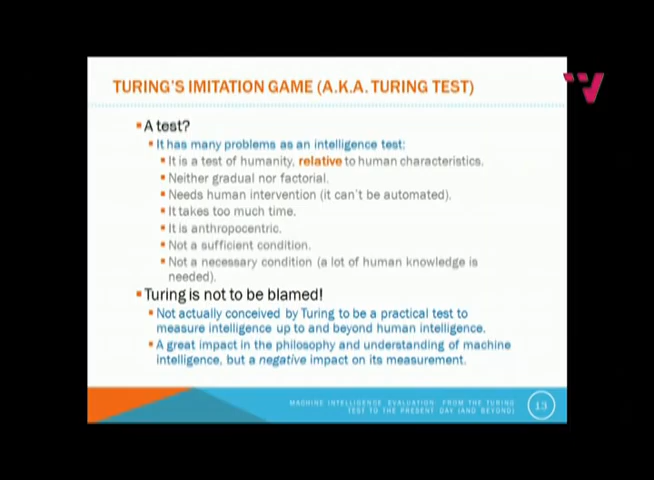 TURING'S IMITATION GAME (A.K.A. TURING TEST)
A test?
It has many problems as an intelligence test:
It is a test of humanity, relative to human characteristics.
Neither gradual nor factorial.
Needs human intervention (it can't be automated).
It takes too much time.
It is anthropocentric.
Not a sufficient condition.
Not a necessary condition (a lot of human knowledge is
needed).
Turing is not to be blamed!
Not actually conceived by Turing to be a practical test to
measure intelligence up to and beyond human intelligence.
A great impact in the philosophy and understanding of machine
intelligence, but a negative impact on its measurement.
MACHINE INTELLIGENCE EVALUATION: FROM THE TURING
TEST TO THE PRESENT DAY (AND BEYOND)
13